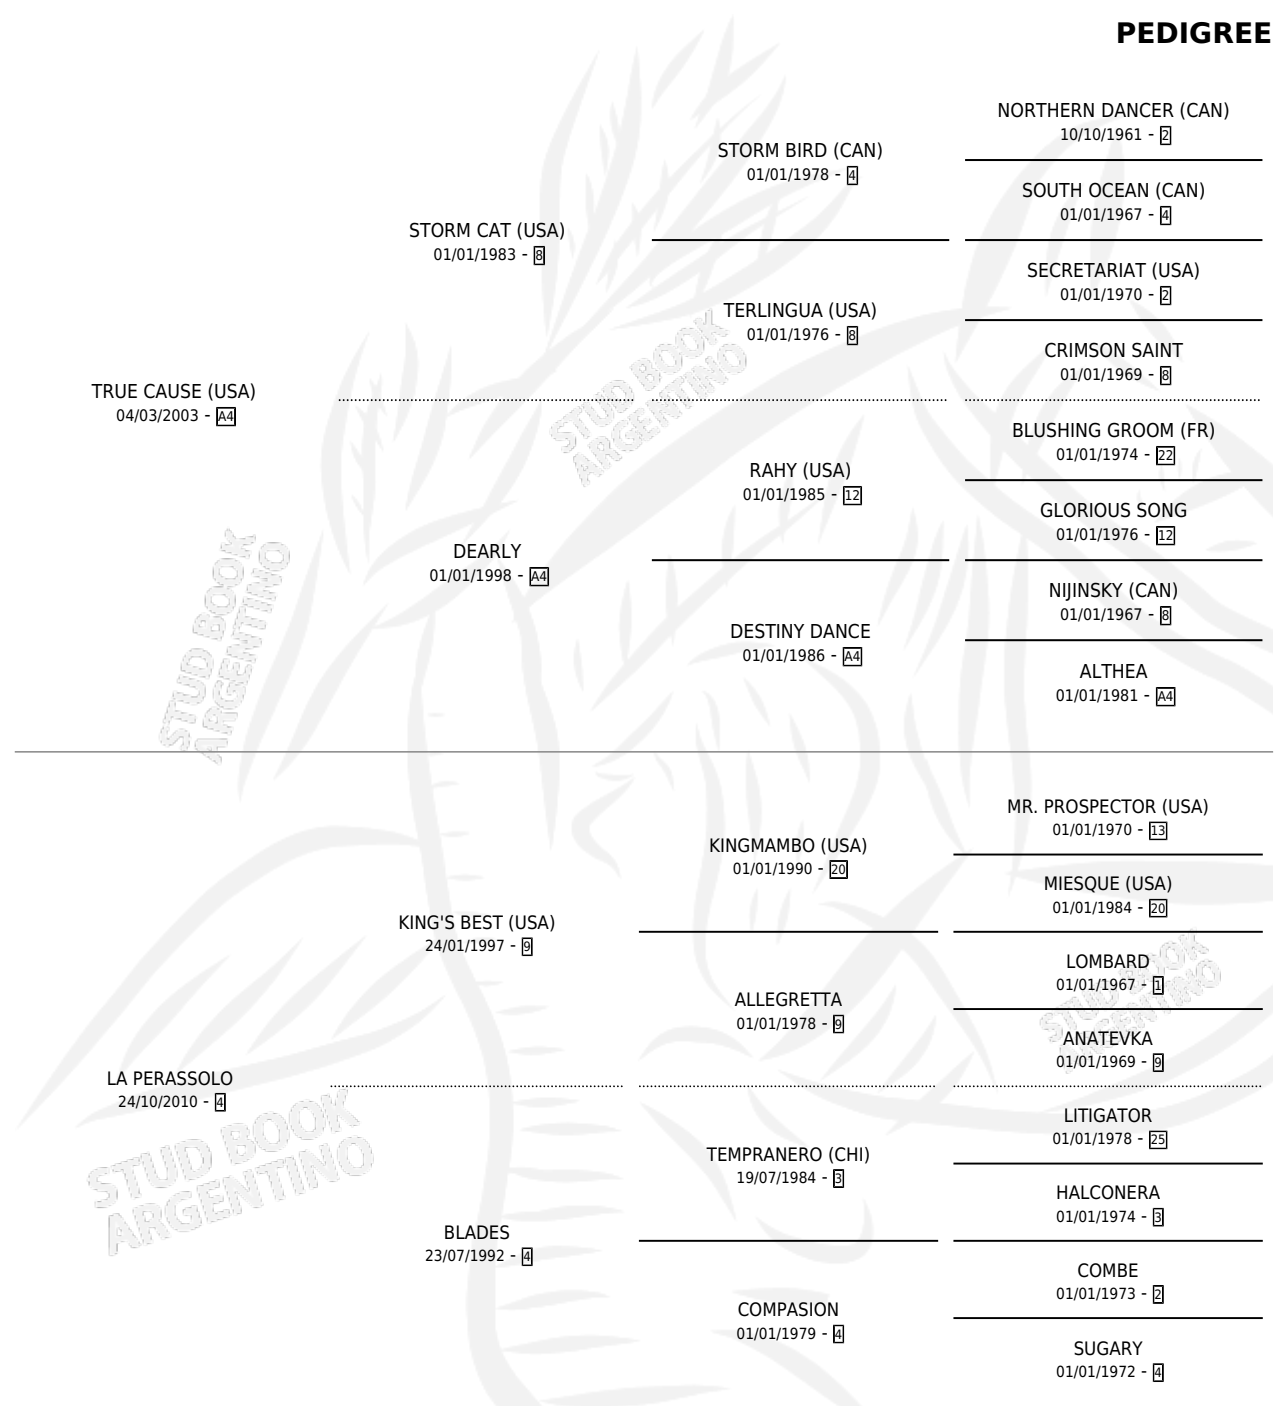 PEDIGREE
NORTHERN DANCER (CAN)
10/10/1961 - 2
STORM BIRD (CAN)
01/01/1978 - 4
SOUTH OCEAN (CAN)
01/01/1967 - 4
STORM CAT (USA)
01/01/1983 - 8
SECRETARIAT (USA)
01/01/1970 - 2
TERLINGUA (USA)
01/01/1976 - 8
CRIMSON SAINT
01/01/1969 - 8
TRUE CAUSE (USA)
04/03/2003 - A4
BLUSHING GROOM (FR)
01/01/1974 - 22
RAHY (USA)
01/01/1985 - 12
GLORIOUS SONG
01/01/1976 - 12
DEARLY
01/01/1998 - A4
NIJINSKY (CAN)
01/01/1967 - 8
DESTINY DANCE
01/01/1986 - A4
ALTHEA
01/01/1981 - A4
MR. PROSPECTOR (USA)
01/01/1970 - 13
KINGMAMBO (USA)
01/01/1990 - 20
MIESQUE (USA)
01/01/1984 - 20
KING'S BEST (USA)
24/01/1997 - 9
LOMBARD
01/01/1967 - 1
ALLEGRETTA
01/01/1978 - 9
ANATEVKA
01/01/1969 - 9
LA PERASSOLO
24/10/2010 - 4
LITIGATOR
01/01/1978 - 25
TEMPRANERO (CHI)
19/07/1984 - 3
HALCONERA
01/01/1974 - 3
BLADES
23/07/1992 - 4
COMBE
01/01/1973 - 2
COMPASION
01/01/1979 - 4
SUGARY
01/01/1972 - 4
STUD BOOK
ARGENTINO
STUD BOOK
ARGENTINO
STUD BOOK
ARGENTINO
STUD BOOK
ARGENTINO